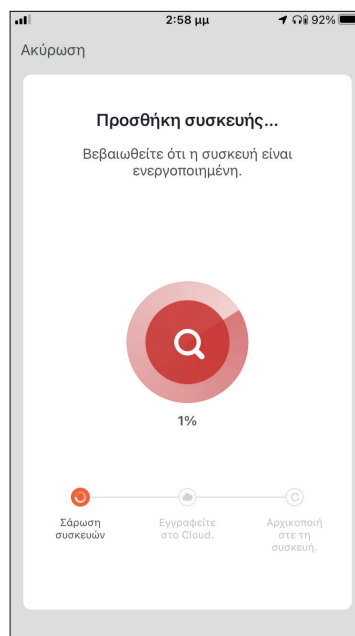 2:58 μμ
92%
Ακύρωση
Προσθήκη συσκευής...
Βεβαιωθείτε ότι η συσκευή είναι
ενεργοποιημένη.
1%
Σάρωση
συσκευών
Εγγραφείτε
στο Cloud.
Αρχικοποιή
στε τη
συσκευή.